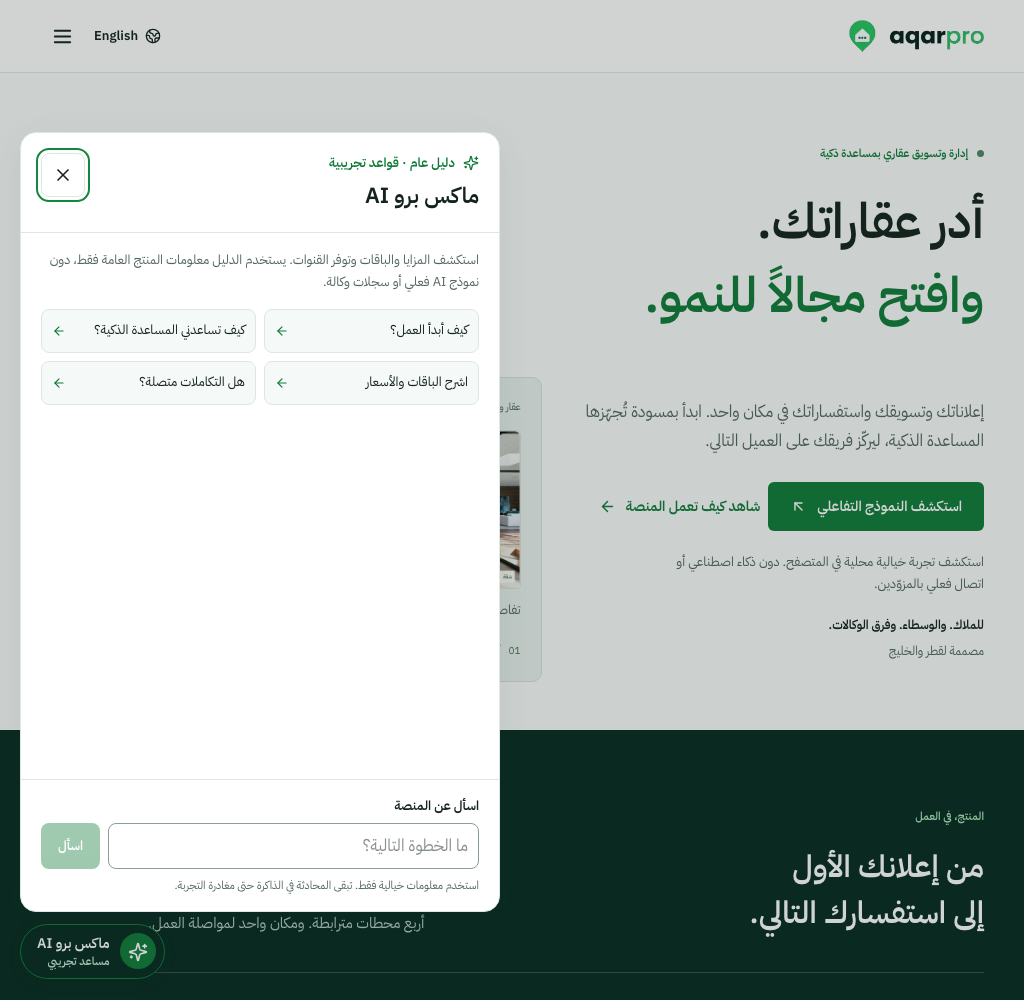 aqarpro
English
إدارة وتسويق عقاري بمساعدة ذكية
أدر عقاراتك.
وافتح مجالاً للنمو.
إعلاناتك وتسويقك واستفساراتك في مكان واحد. ابدأ بمسودة تُجهّزها
المساعدة الذكية، ليركّز فريقك على العميل التالي.
استكشف النموذج التفاعلي
شاهد كيف تعمل المنصة
استكشف تجربة خيالية محلية في المتصفح. دون ذكاء اصطناعي أو
اتصال فعلي بالمزوّدين.
للملاك. والوسطاء. وفرق الوكالات.
مصممة لقطر والخليج
عقار
01
دليل عام · قواعد تجريبية
ماكس برو AI
استكشف المزايا والباقات وتوفر القنوات. يستخدم الدليل معلومات المنتج العامة فقط، دون
نموذج AI فعلي أو سجلات وكالة.
كيف أبدأ العمل؟
كيف تساعدني المساعدة الذكية؟
اشرح الباقات والأسعار
هل التكاملات متصلة؟
اسأل عن المنصة
ما الخطوة التالية؟
اسأل
استخدم معلومات خيالية فقط. تبقى المحادثة في الذاكرة حتى مغادرة التجربة.
المنتج، في العمل
من إعلانك الأول
إلى استفسارك التالي.
أربع محطات مترابطة. ومكان واحد لمواصلة العمل.
ماكس برو AI
مساعد تجريبي